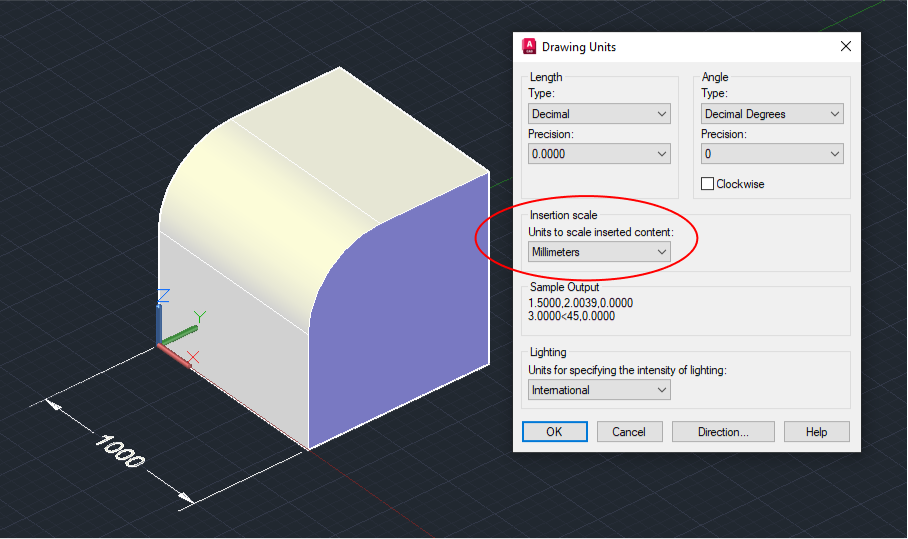 Drawing Units
Length
Type:
Decimal
Precision:
0.0000
Angle
Type:
Decimal Degrees
Precision:
0
Clockwise
Insertion scale
Units to scale inserted content:
Millimeters
Sample Output
1.5000,2.0039,0.0000
3.0000<45,0.0000
Lighting
Units for specifying the intensity of lighting:
International
OK Cancel Direction... Help
Z
Y
X
1000